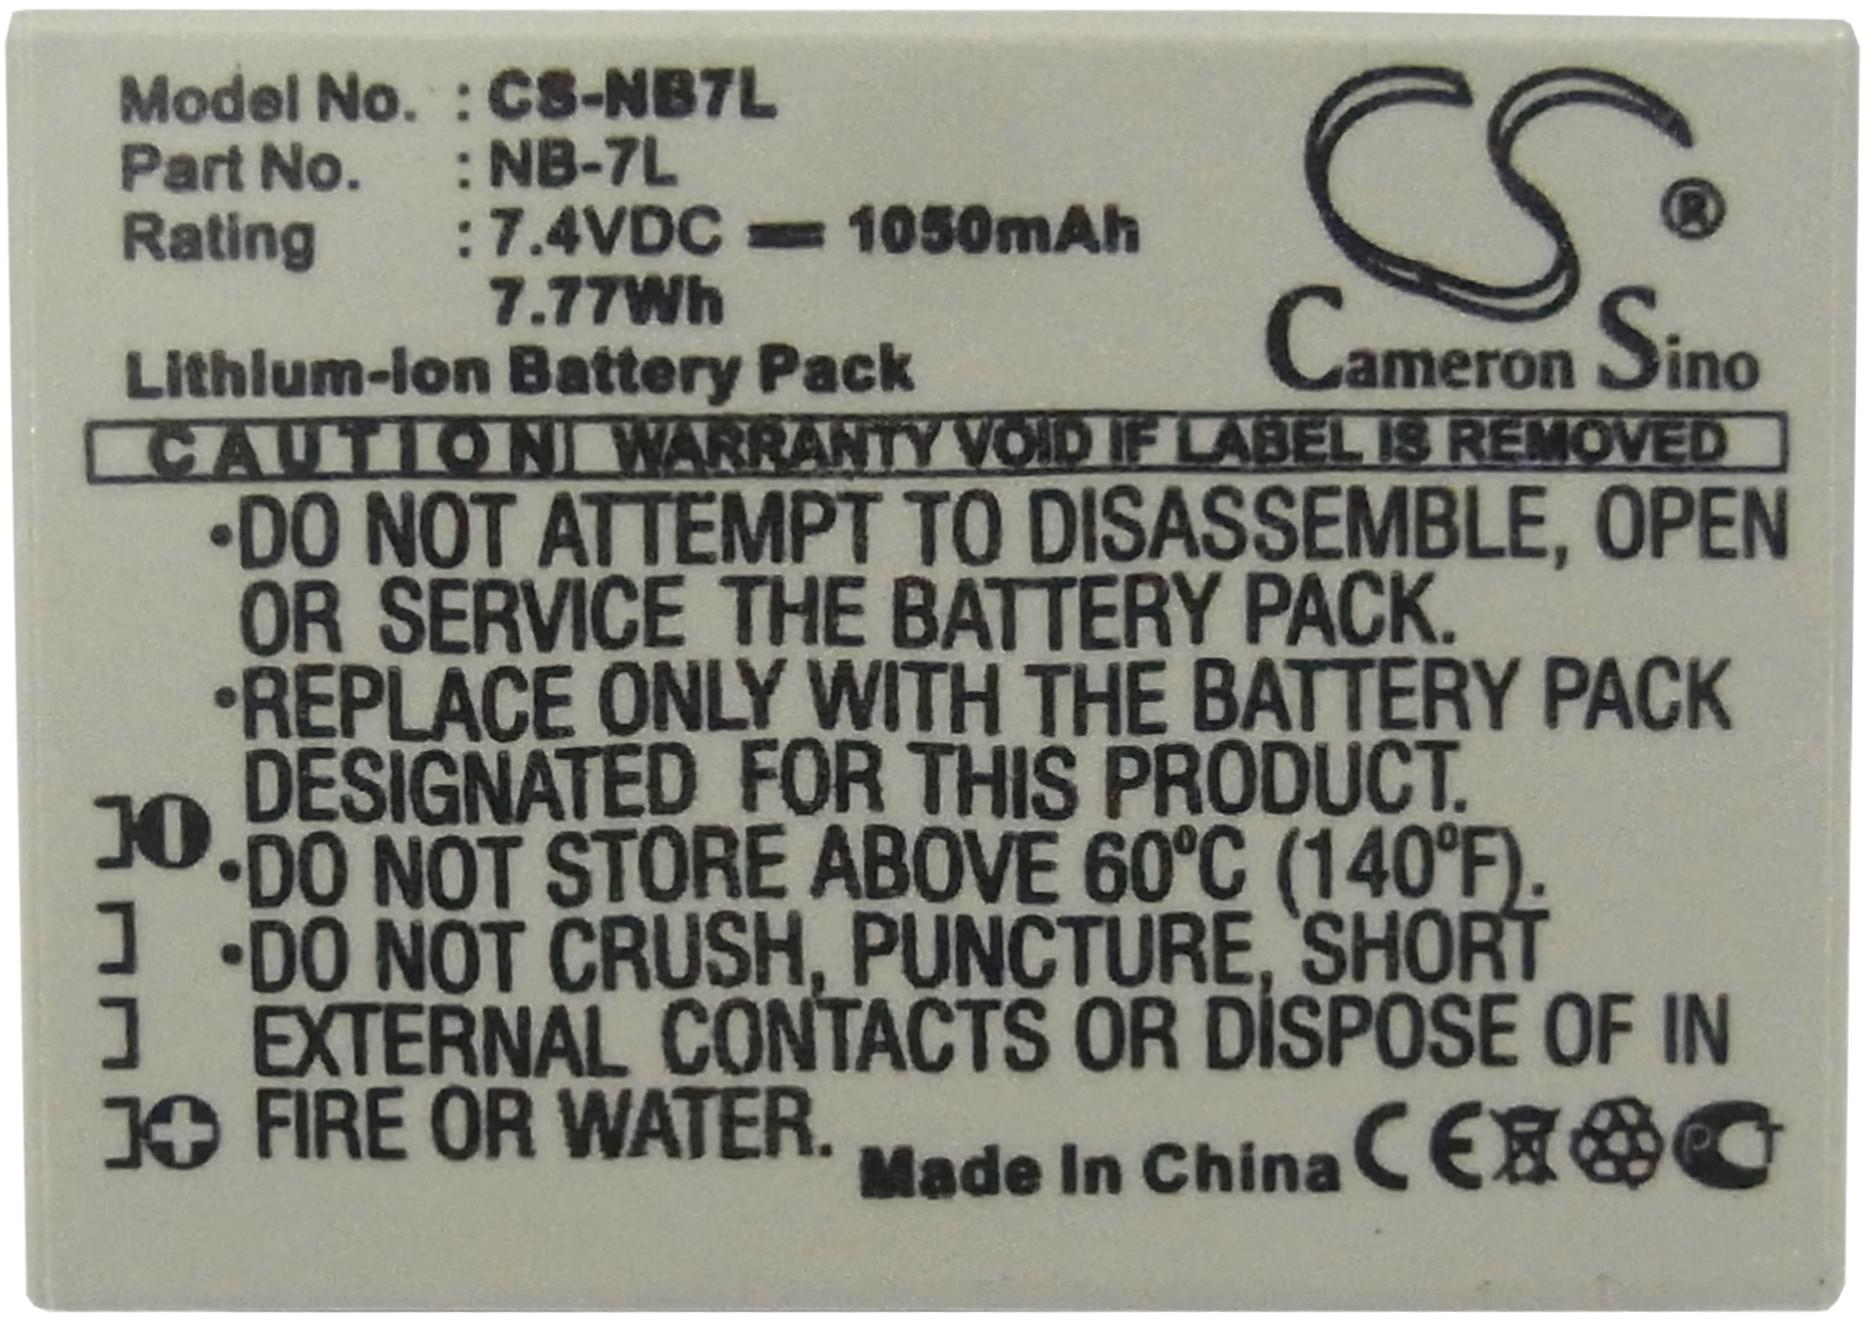 Model No. : CS-NB7L
Part No. : NB-7L
Rating : 7.4VDC ⎓ 1050mAh
7.77Wh
Lithium-Ion Battery Pack
CS ®
Cameron Sino
CAUTION! WARRANTY VOID IF LABEL IS REMOVED
•DO NOT ATTEMPT TO DISASSEMBLE, OPEN
OR SERVICE THE BATTERY PACK.
•REPLACE ONLY WITH THE BATTERY PACK
DESIGNATED FOR THIS PRODUCT.
•DO NOT STORE ABOVE 60°C (140°F).
•DO NOT CRUSH, PUNCTURE, SHORT
EXTERNAL CONTACTS OR DISPOSE OF IN
FIRE OR WATER.
Made In China CE PCT